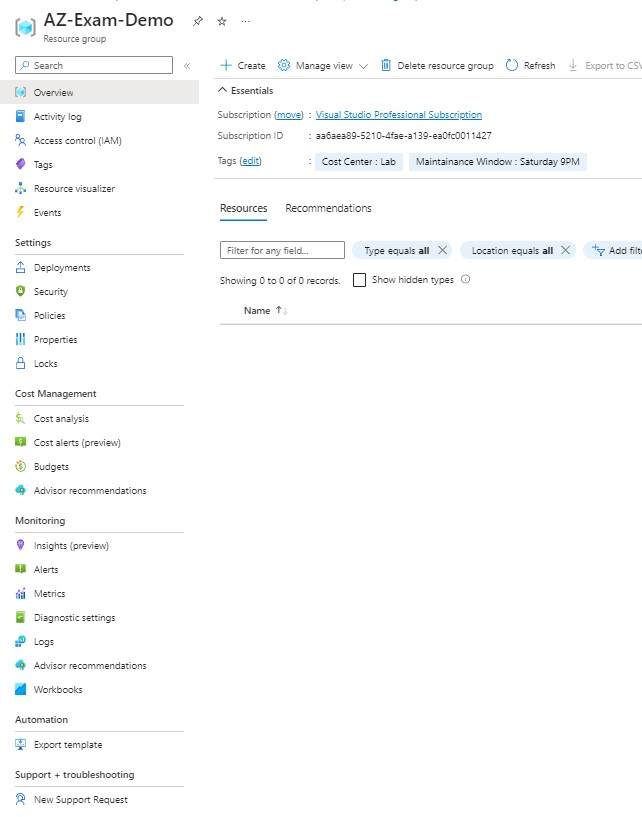 AZ-Exam-Demo
Resource group
Search
Overview
Activity log
Access control (IAM)
Tags
Resource visualizer
Events
Settings
Deployments
Security
Policies
Properties
Locks
Cost Management
Cost analysis
Cost alerts (preview)
Budgets
Advisor recommendations
Monitoring
Insights (preview)
Alerts
Metrics
Diagnostic settings
Logs
Advisor recommendations
Workbooks
Automation
Export template
Support + troubleshooting
New Support Request
Create Manage view Delete resource group Refresh Export to CSV
Essentials
Subscription (move) : Visual Studio Professional Subscription
Subscription ID : aa6aea89-5210-4fae-a139-ea0fc0011427
Tags (edit) : Cost Center : Lab Maintainance Window : Saturday 9PM
Resources Recommendations
Filter for any field... Type equals all Location equals all Add filte
Showing 0 to 0 of 0 records. Show hidden types
Name